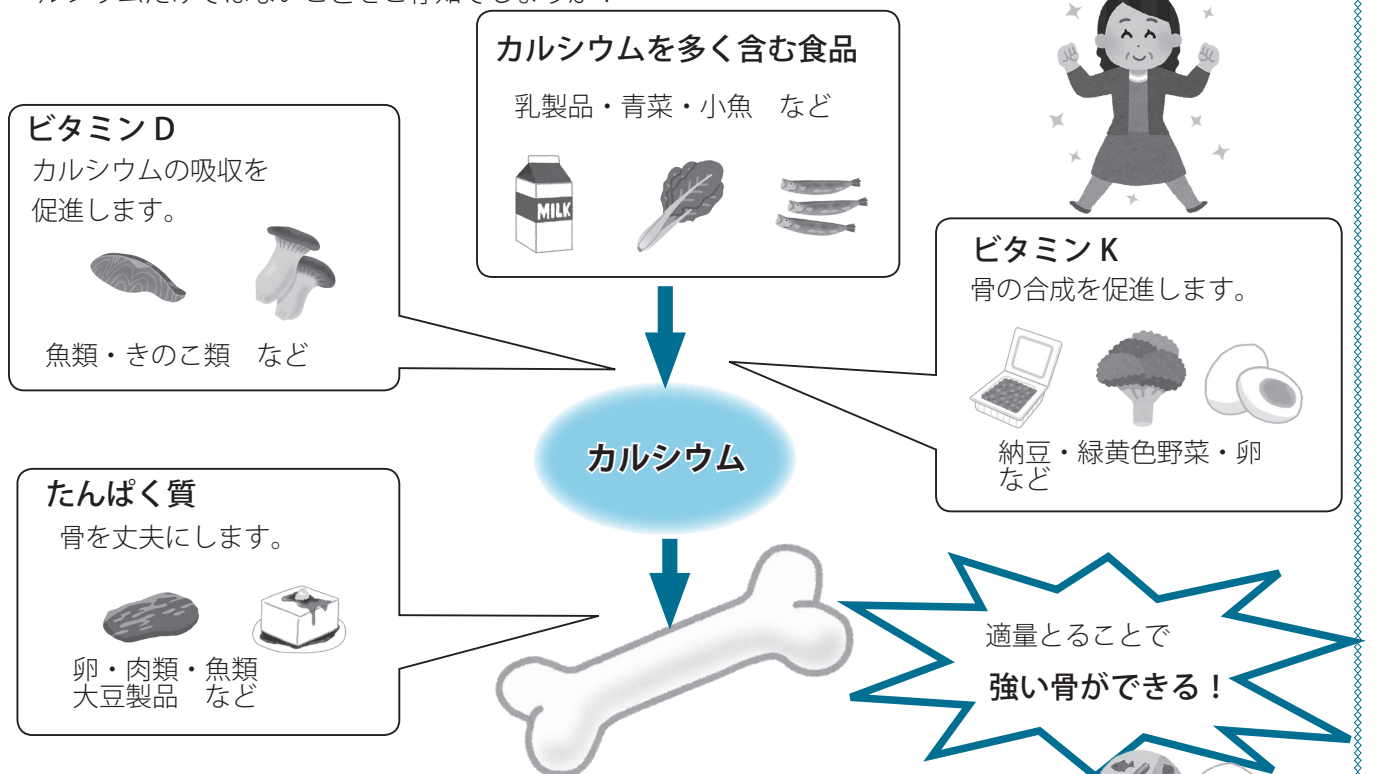 カルシウムを多く含む食品
乳製品・青菜・小魚　など
MILK
ビタミン D
カルシウムの吸収を
促進します。
魚類・きのこ類　など
ビタミン K
骨の合成を促進します。
納豆・緑黄色野菜・卵
など
カルシウム
たんぱく質
骨を丈夫にします。
卵・肉類・魚類
大豆製品　など
適量とることで
強い骨ができる！